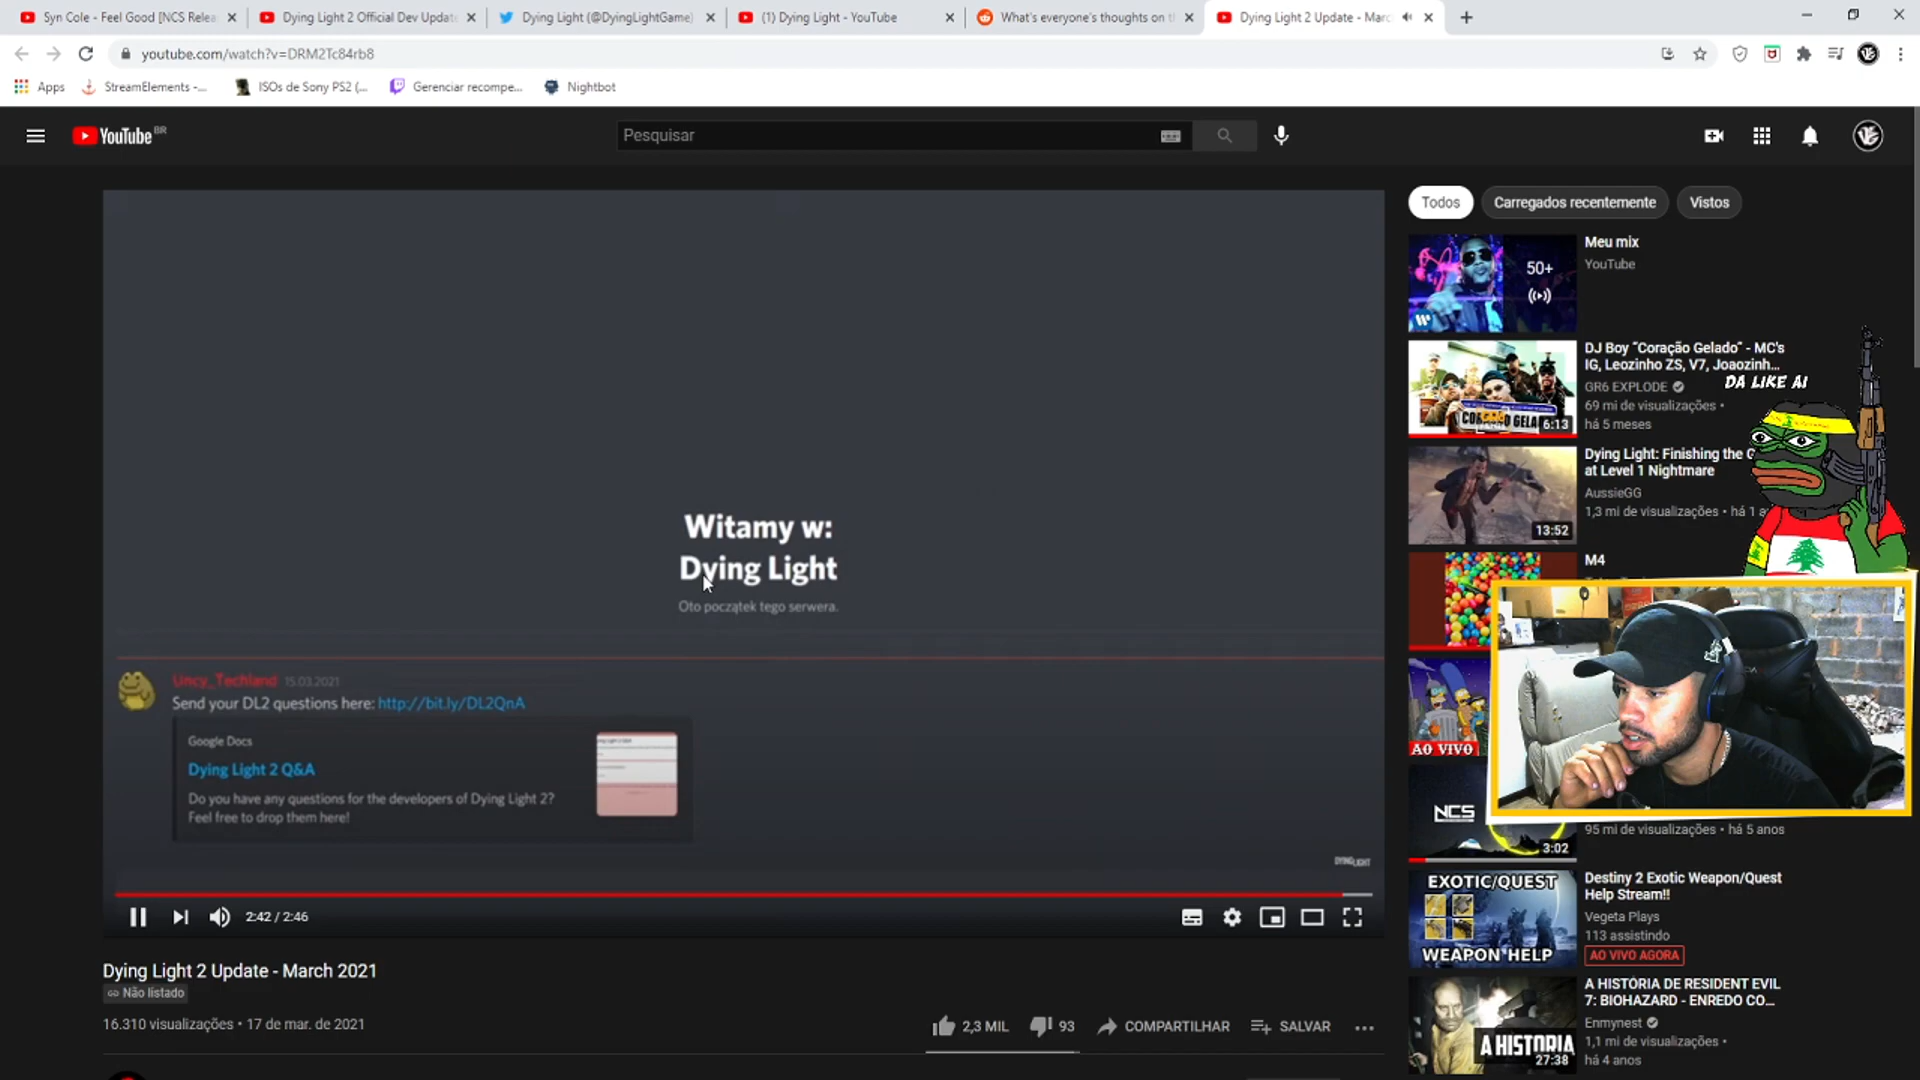 Syn Cole - Feel Good [NCS Relea
Dying Light 2 Official Dev Update
Dying Light (@DyingLightGame)
(1) Dying Light - YouTube
What's everyone's thoughts on t
Dying Light 2 Update - Marc
youtube.com/watch?v=DRM2Tc84rb8
Apps
StreamElements -...
ISOs de Sony PS2 (...
Gerenciar recompe...
Nightbot
YouTube BR
Pesquisar
Todos
Carregados recentemente
Vistos
Witamy w:
Dying Light
Oto początek tego serwera.
Uncy_Techland 15.03.2021
Send your DL2 questions here: http://bit.ly/DL2QnA
Google Docs
Dying Light 2 Q&A
Do you have any questions for the developers of Dying Light 2?
Feel free to drop them here!
DYING LIGHT
2:42 / 2:46
Dying Light 2 Update - March 2021
Não listado
16.310 visualizações • 17 de mar. de 2021
2,3 MIL
93
COMPARTILHAR
SALVAR
50+
Meu mix
YouTube
DJ Boy “Coração Gelado” - MC's
IG, Leozinho ZS, V7, Joaozinh...
GR6 EXPLODE
69 mi de visualizações •
há 5 meses
6:13
DA LIKE AI
Dying Light: Finishing the G
at Level 1 Nightmare
AussieGG
1,3 mi de visualizações • há 1 a
13:52
M4
AO VIVO
NCS
95 mi de visualizações • há 5 anos
3:02
EXOTIC/QUEST
WEAPON HELP
Destiny 2 Exotic Weapon/Quest
Help Stream!!
Vegeta Plays
113 assistindo
AO VIVO AGORA
A HISTORIA
27:38
A HISTÓRIA DE RESIDENT EVIL
7: BIOHAZARD - ENREDO CO...
Enmynest
1,1 mi de visualizações •
há 4 anos